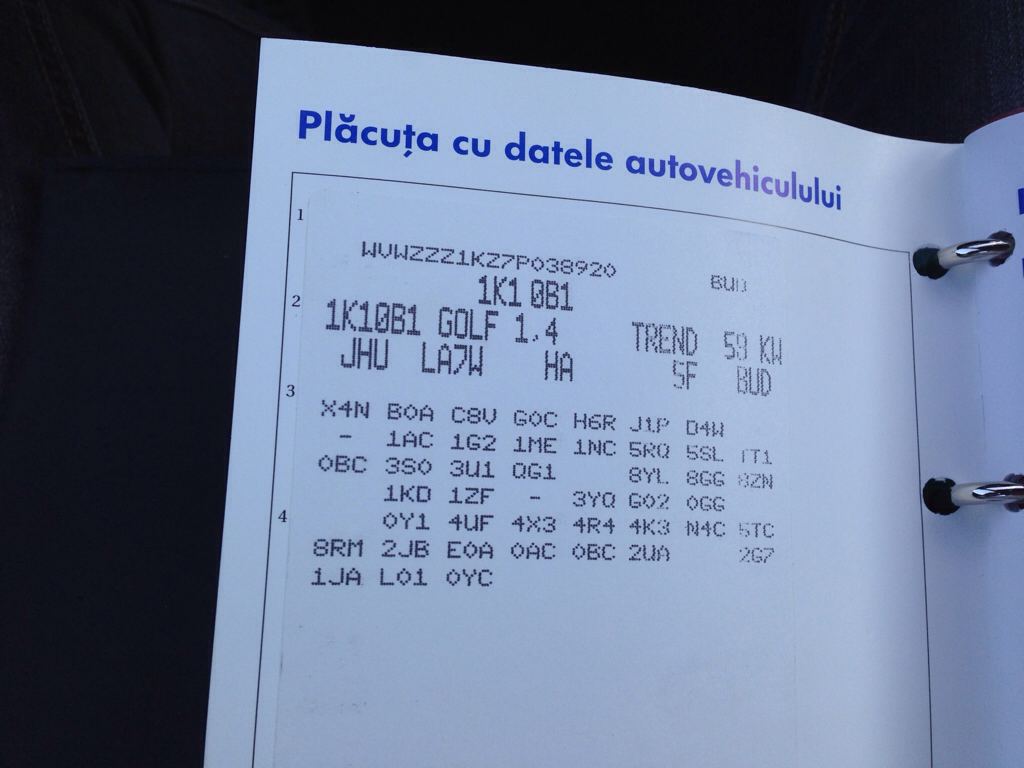 Plăcuţa cu datele autovehiculului
1
WVWZZZ1KZ7P038920 BUD
1K1 0B1
2
1K10B1 GOLF 1.4 TREND 59 KW
JHU LA7W HA 5F BUD
3
X4N B0A C8V G0C H6R J1P D4W
- 1AC 1G2 1ME 1NC 5RQ 5SL TT1
0BC 3S0 3U1 QG1 8YL 8GG 8ZN
1KD 1ZF - 3YQ G02 0GG
4
0Y1 4UF 4X3 4R4 4K3 N4C 5TC
8RM 2JB E0A 0AC 0BC 2UA 2G7
1JA L01 0YC